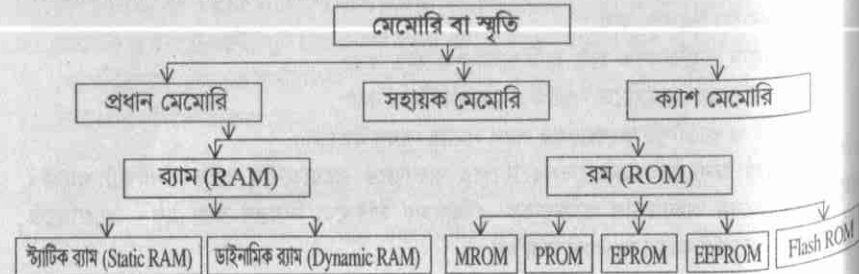 মেমোরি বা স্মৃতি
প্রধান মেমোরি সহায়ক মেমোরি ক্যাশ মেমোরি
র‍্যাম (RAM) রম (ROM)
স্ট্যাটিক র‍্যাম (Static RAM) ডাইনামিক র‍্যাম (Dynamic RAM) MROM PROM EPROM EEPROM Flash ROM